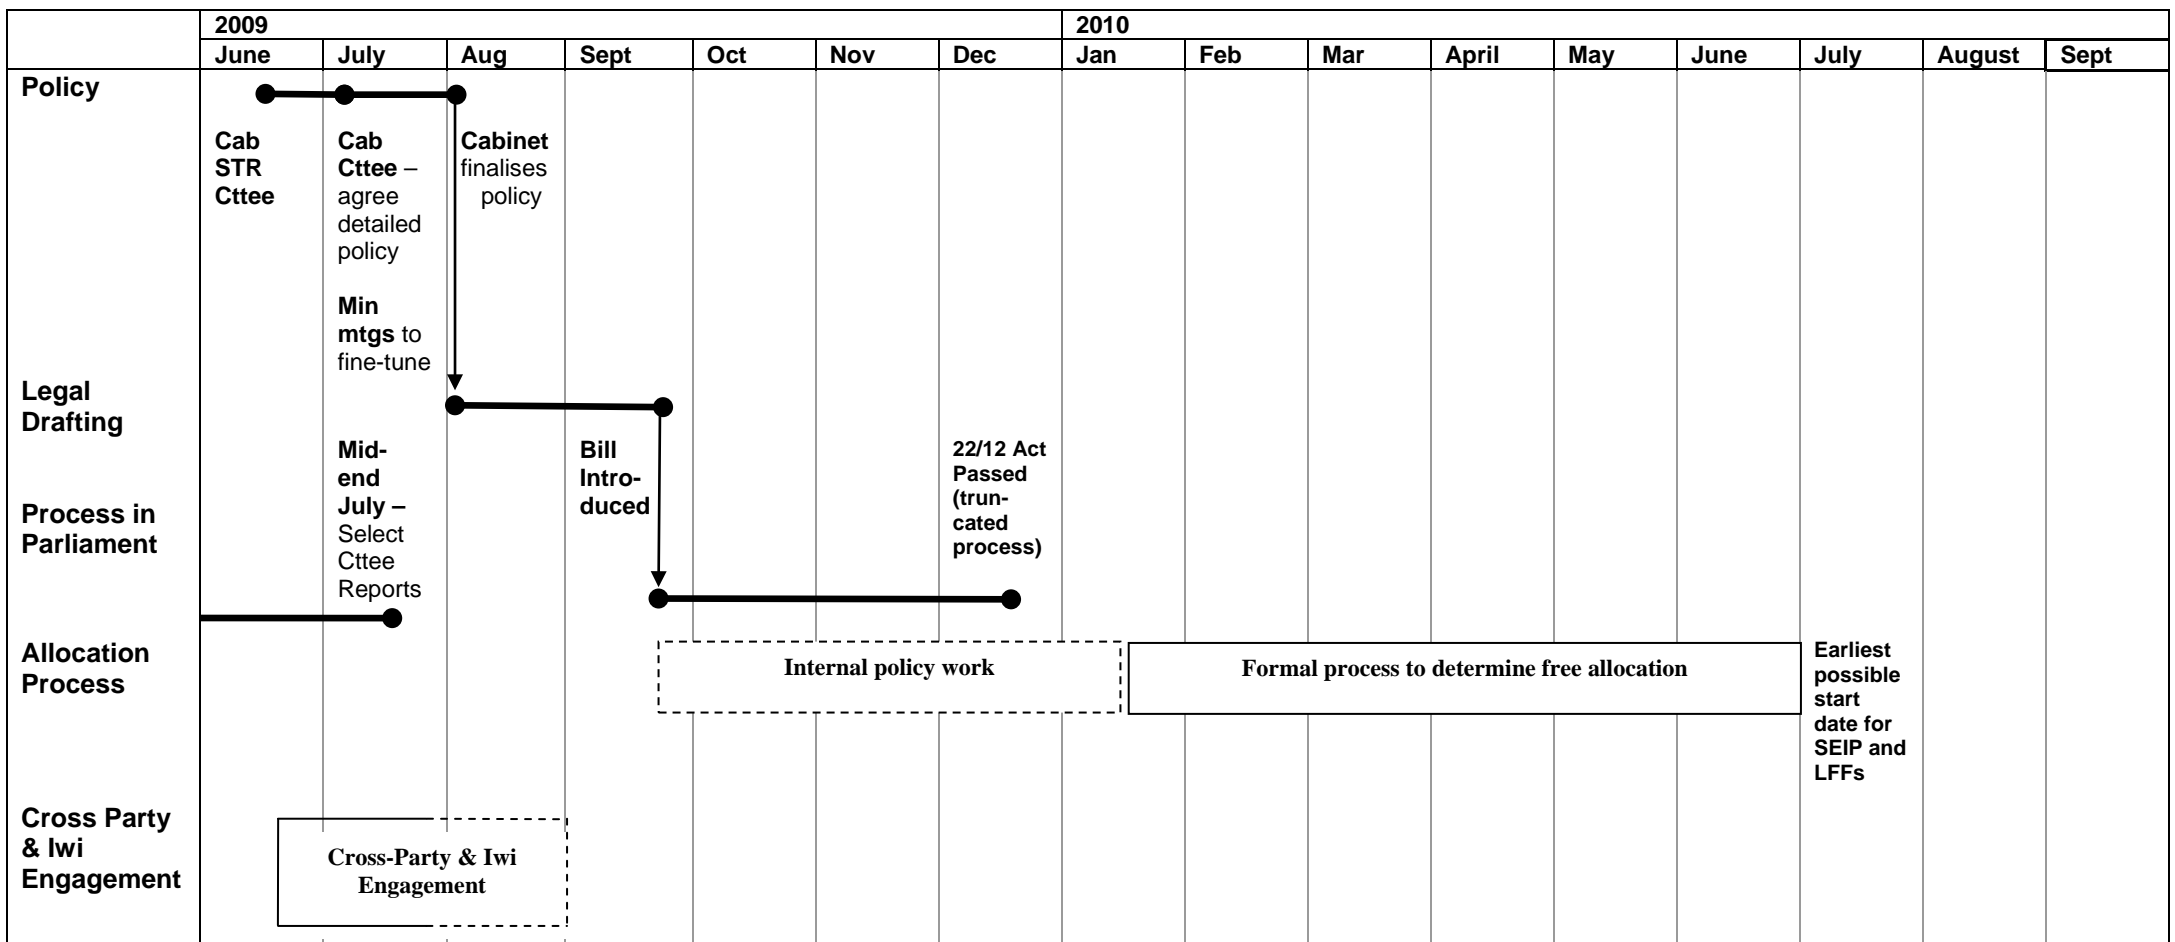 2009
2010
June
July
Aug
Sept
Oct
Nov
Dec
Jan
Feb
Mar
April
May
June
July
August
Sept
Policy
Cab
STR
Cttee
Cab
Cttee –
agree
detailed
policy
Min
mtgs to
fine-tune
Cabinet
finalises
policy
Legal
Drafting
Mid-
end
July –
Select
Cttee
Reports
Bill
Intro-
duced
22/12 Act
Passed
(trun-
cated
process)
Process in
Parliament
Allocation
Process
Internal policy work
Formal process to determine free allocation
Earliest
possible
start
date for
SEIP and
LFFs
Cross Party
& Iwi
Engagement
Cross-Party & Iwi
Engagement